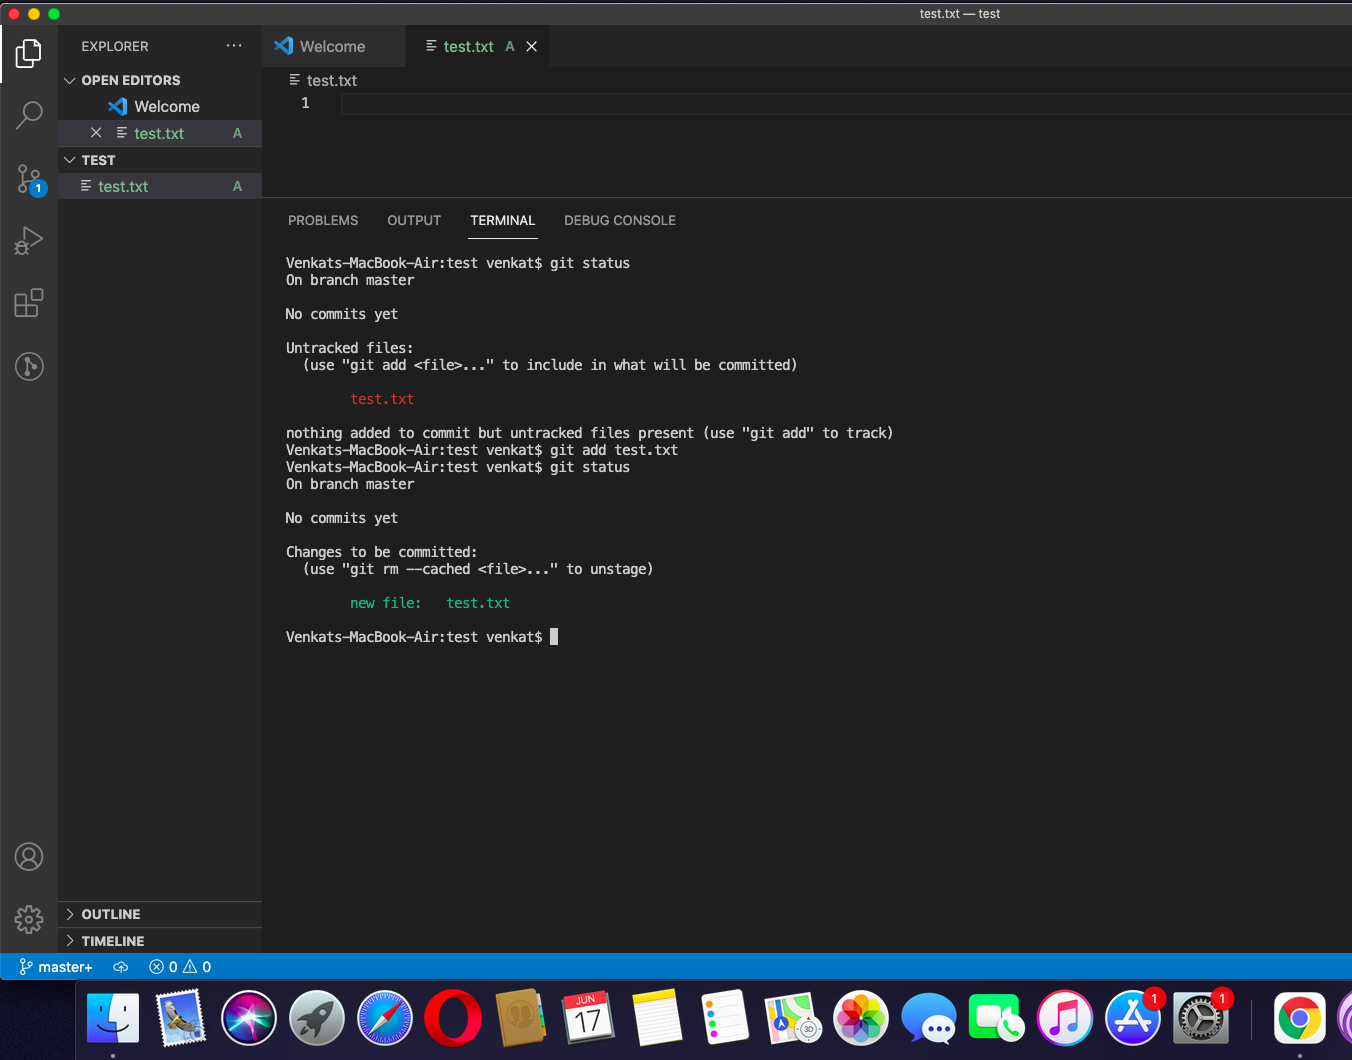 test.txt — test
EXPLORER
OPEN EDITORS
Welcome
test.txt A
TEST
test.txt A
OUTLINE
TIMELINE
Welcome
test.txt A
test.txt
1
PROBLEMS OUTPUT TERMINAL DEBUG CONSOLE
Venkats-MacBook-Air:test venkat$ git status
On branch master
No commits yet
Untracked files:
(use "git add <file>..." to include in what will be committed)
test.txt
nothing added to commit but untracked files present (use "git add" to track)
Venkats-MacBook-Air:test venkat$ git add test.txt
Venkats-MacBook-Air:test venkat$ git status
On branch master
No commits yet
Changes to be committed:
(use "git rm --cached <file>..." to unstage)
new file: test.txt
Venkats-MacBook-Air:test venkat$
1
master+ 0 0
JUN
17
3D
1
1